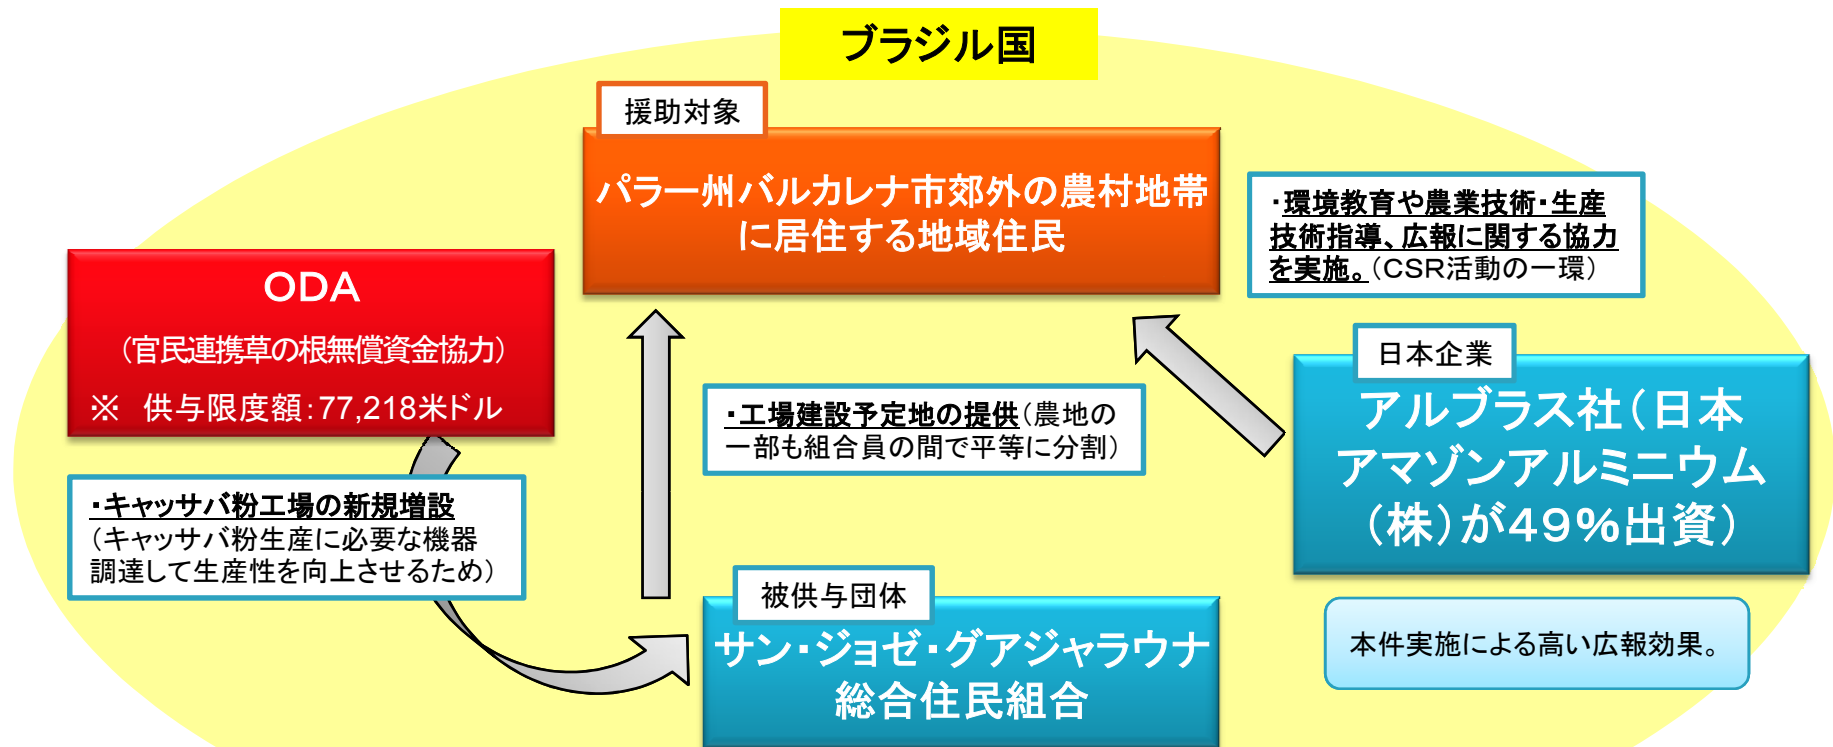 ブラジル国
援助対象
パラー州バルカレナ市郊外の農村地帯
に居住する地域住民
・環境教育や農業技術・生産
技術指導、広報に関する協力
を実施。（CSR活動の一環）
ODA
（官民連携草の根無償資金協力）
※　供与限度額：77,218米ドル
日本企業
アルブラス社（日本
アマゾンアルミニウム
（株）が49％出資）
・工場建設予定地の提供（農地の
一部も組合員の間で平等に分割）
・キャッサバ粉工場の新規増設
（キャッサバ粉生産に必要な機器
調達して生産性を向上させるため）
被供与団体
サン・ジョゼ・グアジャラウナ
総合住民組合
本件実施による高い広報効果。